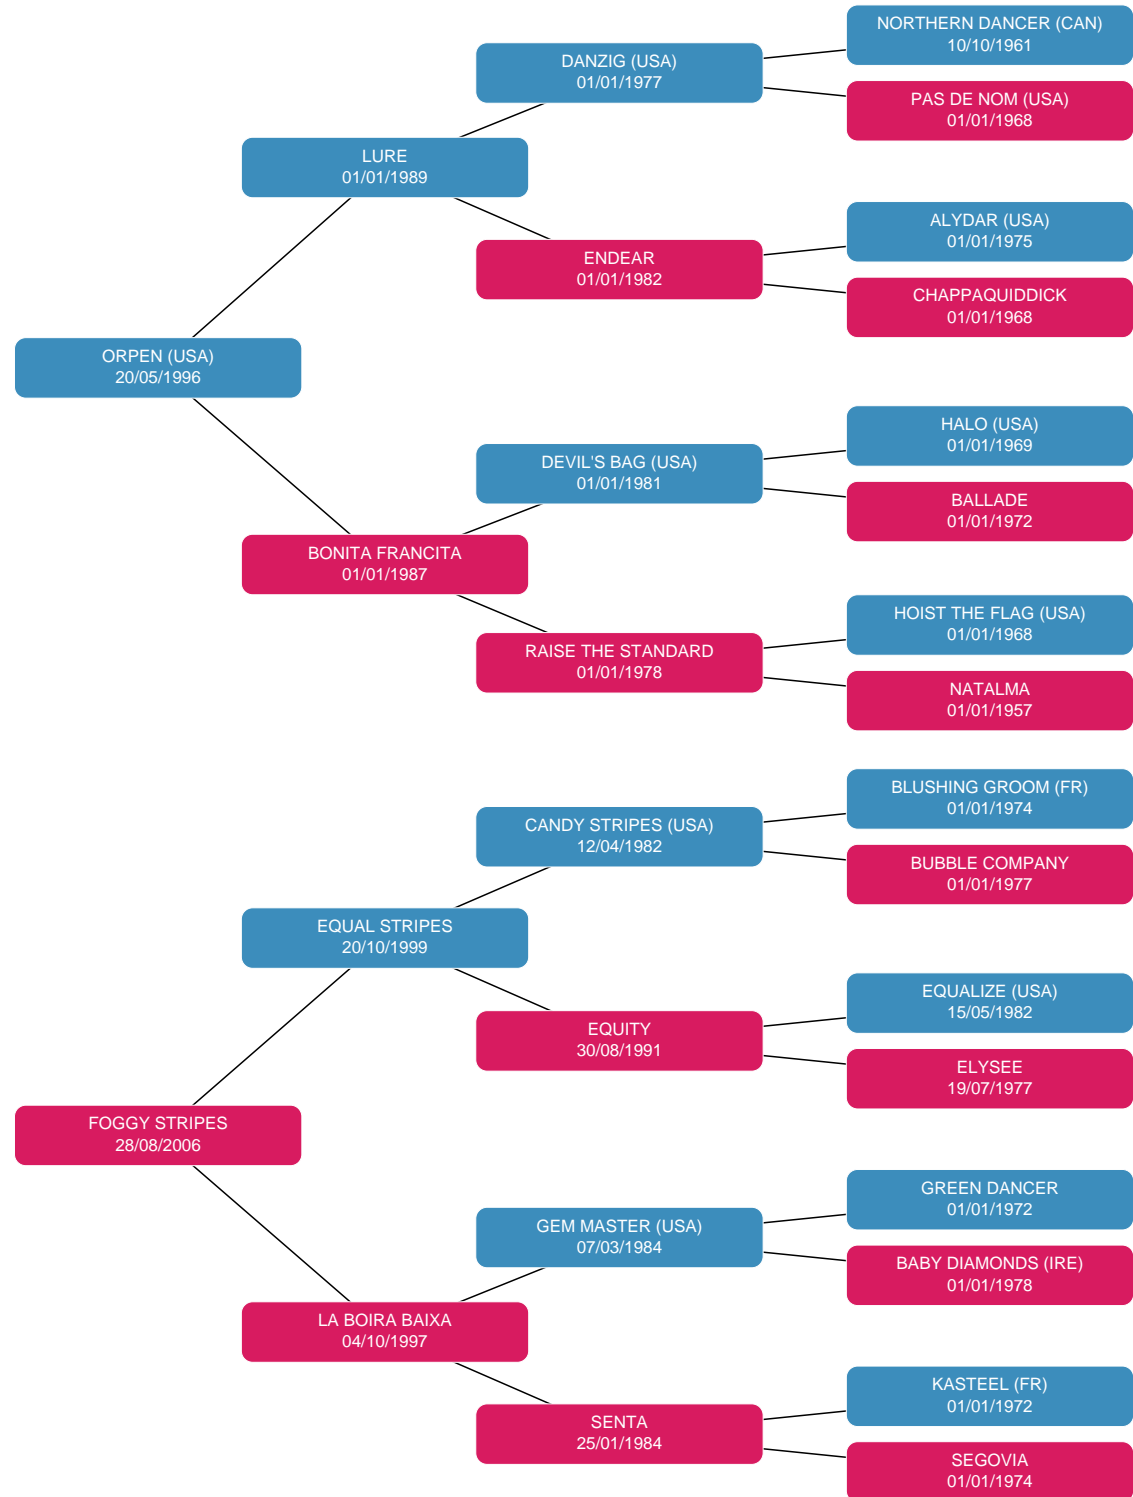 NORTHERN DANCER (CAN)
10/10/1961
DANZIG (USA)
01/01/1977
PAS DE NOM (USA)
01/01/1968
LURE
01/01/1989
ALYDAR (USA)
01/01/1975
ENDEAR
01/01/1982
CHAPPAQUIDDICK
01/01/1968
ORPEN (USA)
20/05/1996
HALO (USA)
01/01/1969
DEVIL'S BAG (USA)
01/01/1981
BALLADE
01/01/1972
BONITA FRANCITA
01/01/1987
HOIST THE FLAG (USA)
01/01/1968
RAISE THE STANDARD
01/01/1978
NATALMA
01/01/1957
BLUSHING GROOM (FR)
01/01/1974
CANDY STRIPES (USA)
12/04/1982
BUBBLE COMPANY
01/01/1977
EQUAL STRIPES
20/10/1999
EQUALIZE (USA)
15/05/1982
EQUITY
30/08/1991
ELYSEE
19/07/1977
FOGGY STRIPES
28/08/2006
GREEN DANCER
01/01/1972
GEM MASTER (USA)
07/03/1984
BABY DIAMONDS (IRE)
01/01/1978
LA BOIRA BAIXA
04/10/1997
KASTEEL (FR)
01/01/1972
SENTA
25/01/1984
SEGOVIA
01/01/1974